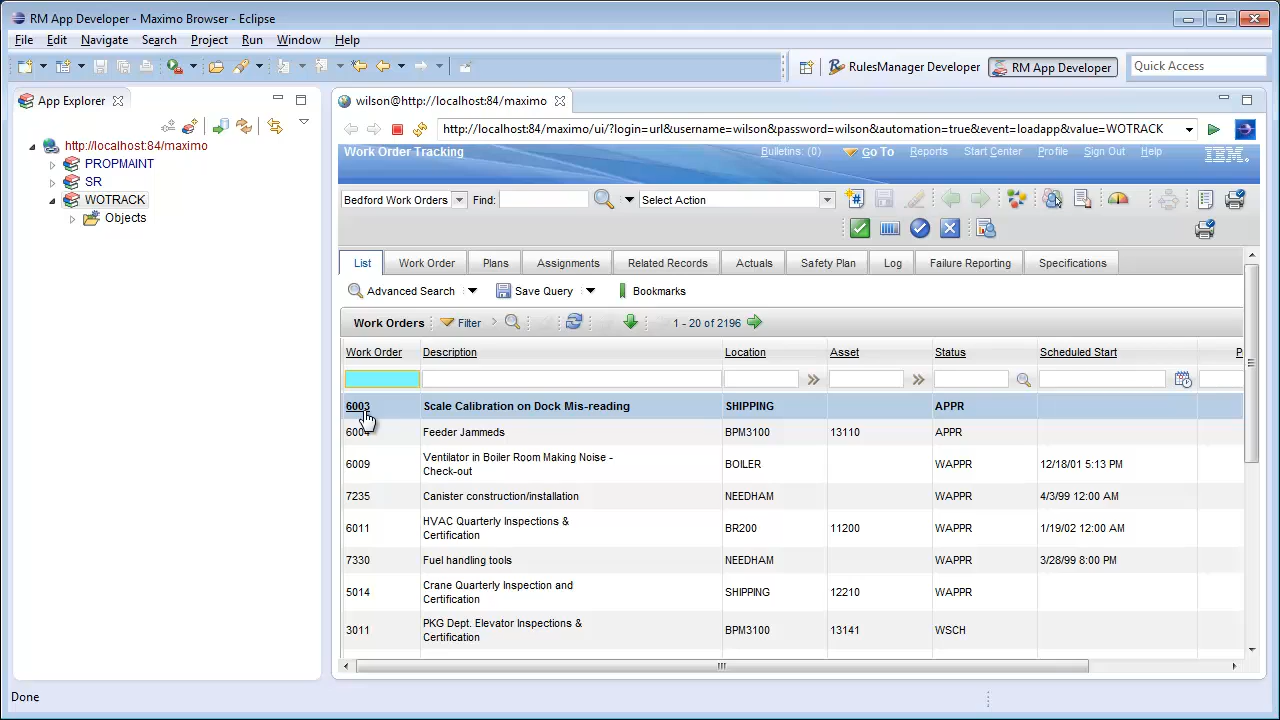 RM App Developer - Maximo Browser - Eclipse
File Edit Navigate Search Project Run Window Help
RulesManager Developer RM App Developer Quick Access
App Explorer
http://localhost:84/maximo
PROPMAINT
SR
WOTRACK
Objects
wilson@http://localhost:84/maximo
http://localhost:84/maximo/ui/?login=url&username=wilson&password=wilson&automation=true&event=loadapp&value=WOTRACK
Work Order Tracking Bulletins: (0) Go To Reports Start Center Profile Sign Out Help IBM.
Bedford Work Orders Find: Select Action
List Work Order Plans Assignments Related Records Actuals Safety Plan Log Failure Reporting Specifications
Advanced Search Save Query Bookmarks
Work Orders Filter 1 - 20 of 2196
Work Order Description Location Asset Status Scheduled Start P
6003 Scale Calibration on Dock Mis-reading SHIPPING APPR
6004 Feeder Jammeds BPM3100 13110 APPR
6009 Ventilator in Boiler Room Making Noise - BOILER WAPPR 12/18/01 5:13 PM
Check-out
7235 Canister construction/installation NEEDHAM WAPPR 4/3/99 12:00 AM
6011 HVAC Quarterly Inspections & BR200 11200 WAPPR 1/19/02 12:00 AM
Certification
7330 Fuel handling tools NEEDHAM WAPPR 3/28/99 8:00 PM
5014 Crane Quarterly Inspection and SHIPPING 12210 WAPPR
Certification
3011 PKG Dept. Elevator Inspections & BPM3100 13141 WSCH
Certification
Done